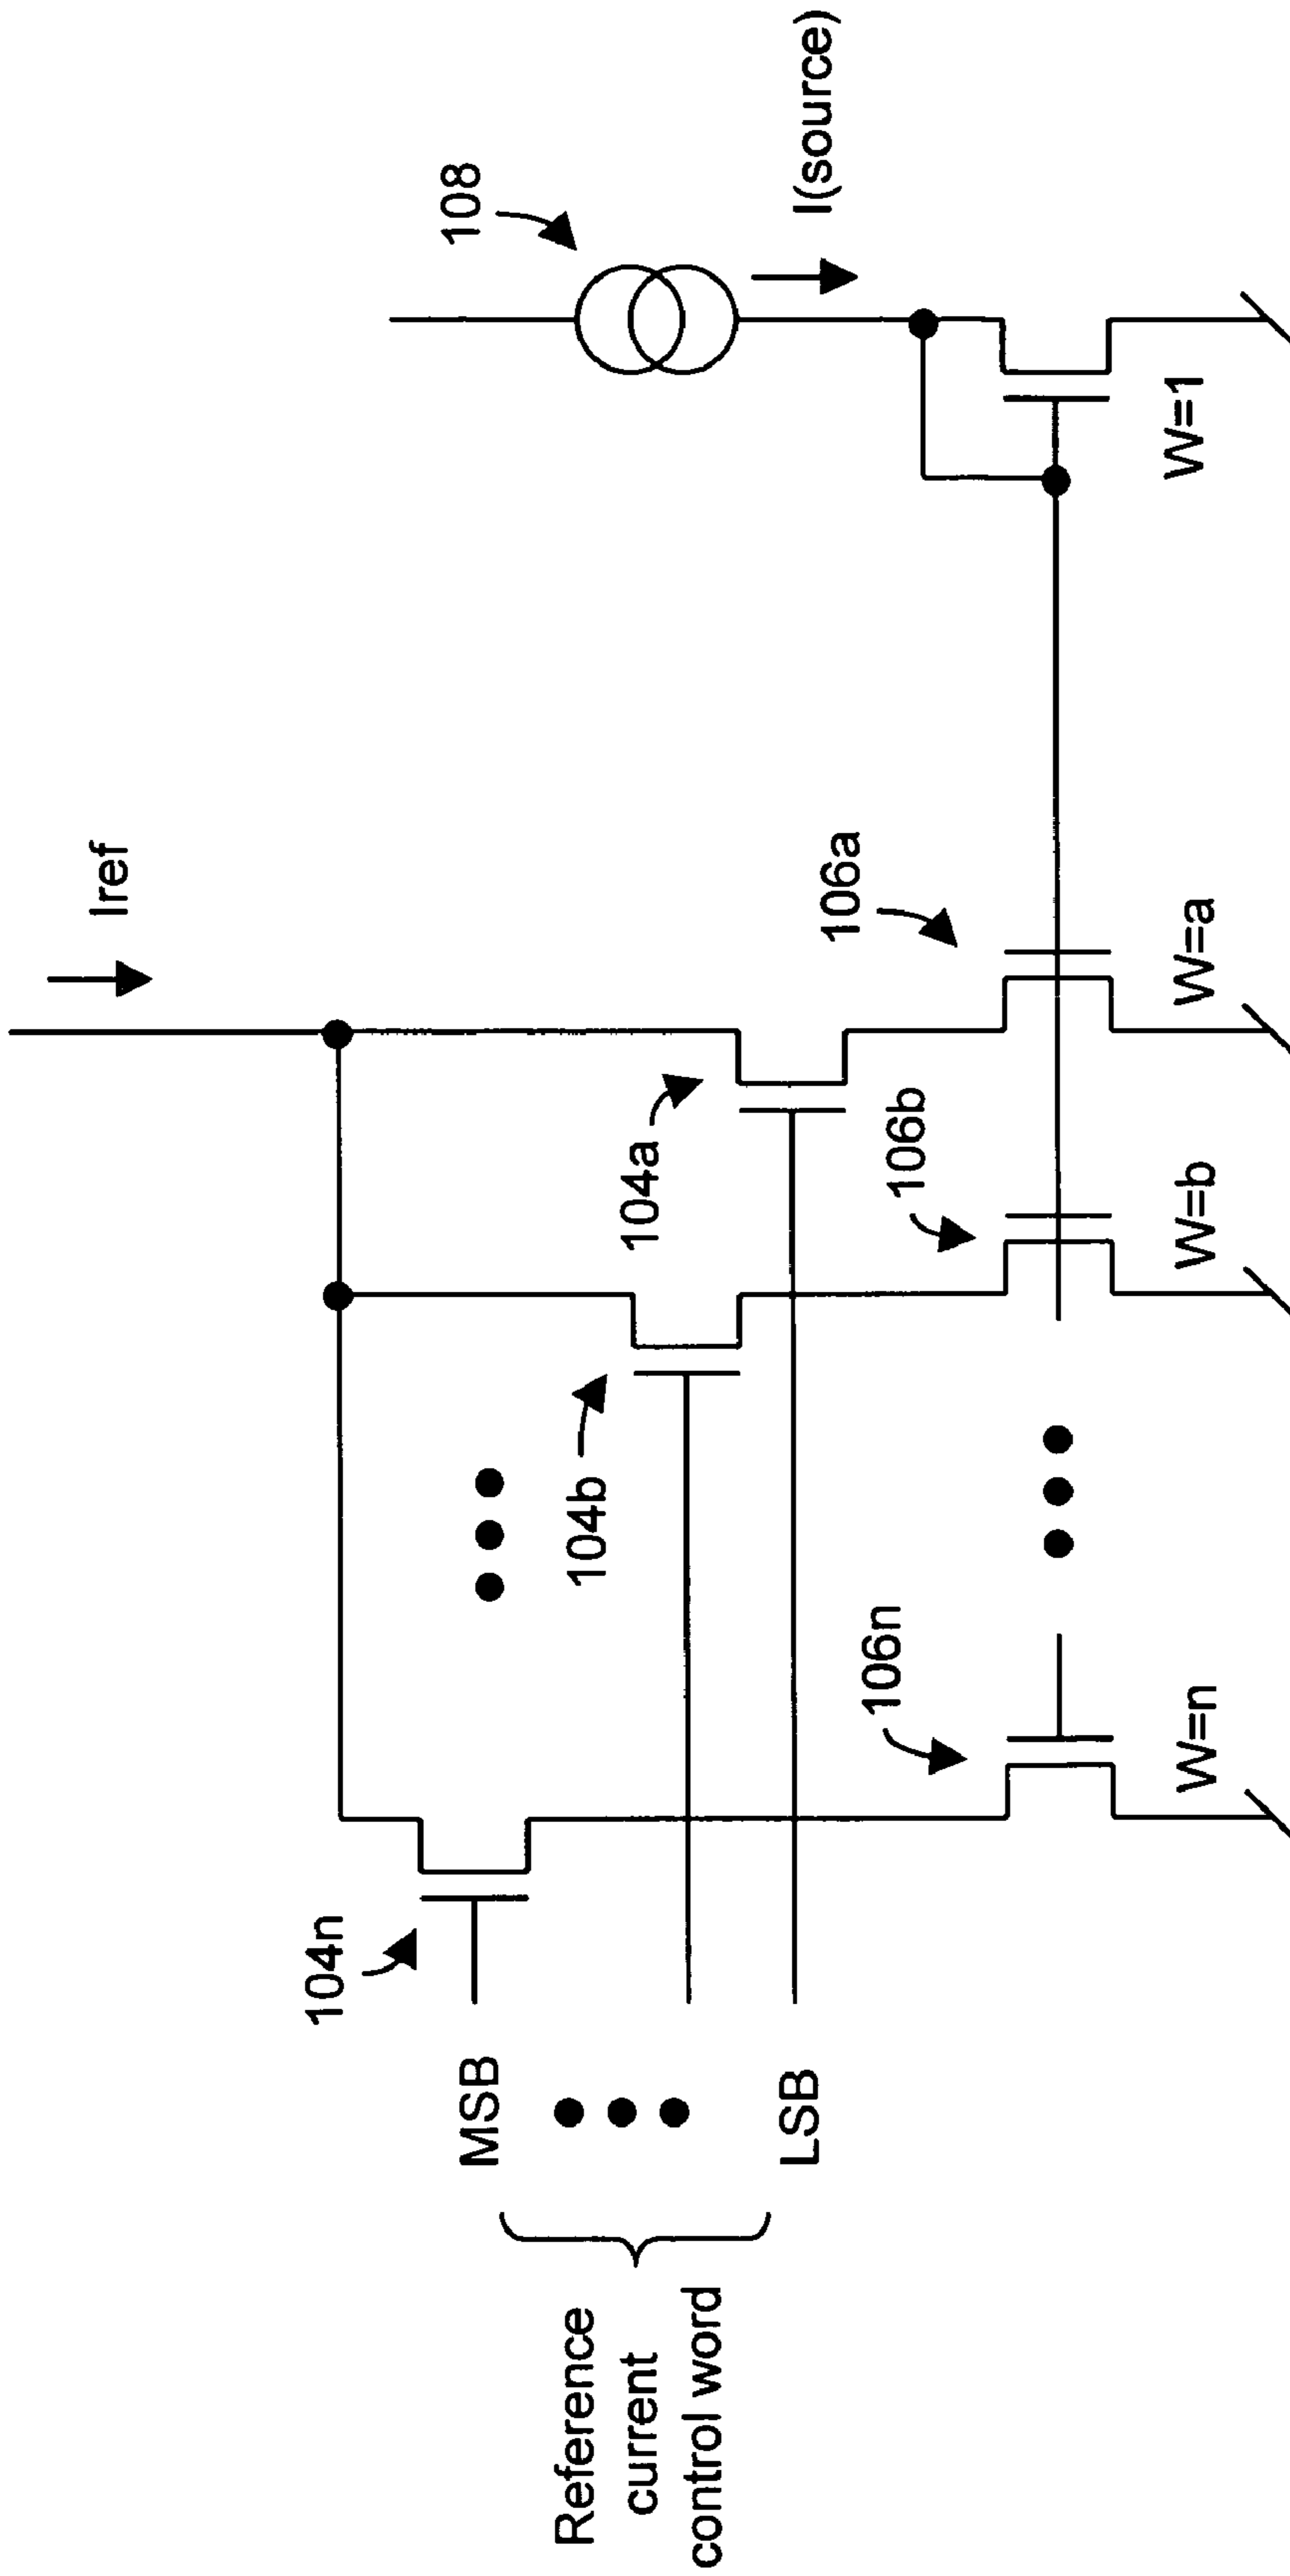 Iref
108
I(source)
104n
104b
104a
106a
106b
106n
MSB
LSB
Reference
current
control word
W=n
W=b
W=a
W=1